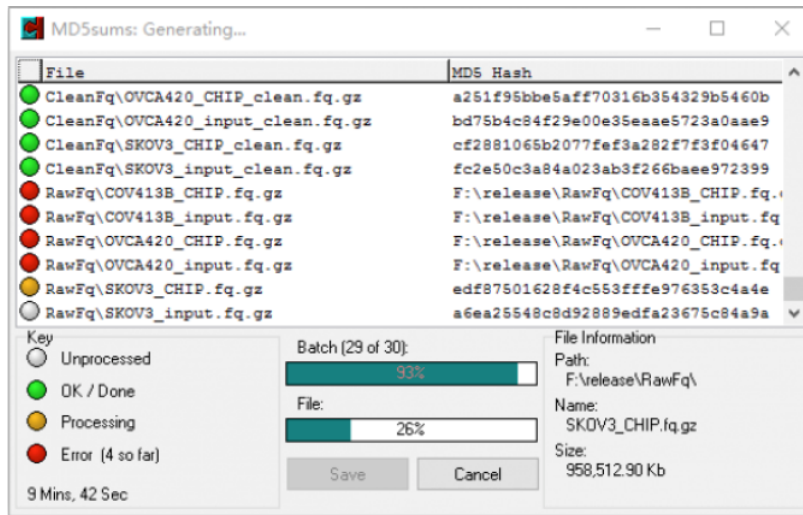 MD5sums: Generating...
File MD5 Hash
CleanFq\OVCA420_CHIP_clean.fq.gz a251f95bbe5aff70316b354329b5460b
CleanFq\OVCA420_input_clean.fq.gz bd75b4c84f29e00e35eaae5723a0aae9
CleanFq\SKOV3_CHIP_clean.fq.gz cf2881065b2077fef3a282f7f3f04647
CleanFq\SKOV3_input_clean.fq.gz fc2e50c3a84a023ab3f266baee972399
RawFq\COV413B_CHIP.fq.gz F:\release\RawFq\COV413B_CHIP.fq.
RawFq\COV413B_input.fq.gz F:\release\RawFq\COV413B_input.fq
RawFq\OVCA420_CHIP.fq.gz F:\release\RawFq\OVCA420_CHIP.fq.
RawFq\OVCA420_input.fq.gz F:\release\RawFq\OVCA420_input.fq
RawFq\SKOV3_CHIP.fq.gz edf87501628f4c553fffe976353c4a4e
RawFq\SKOV3_input.fq.gz a6ea25548c8d92889edfa23675c84a9a
Key
Unprocessed
OK / Done
Processing
Error (4 so far)
9 Mins, 42 Sec
Batch (29 of 30):
93%
File:
26%
Save Cancel
File Information
Path:
F:\release\RawFq\
Name:
SKOV3_CHIP.fq.gz
Size:
958,512.90 Kb